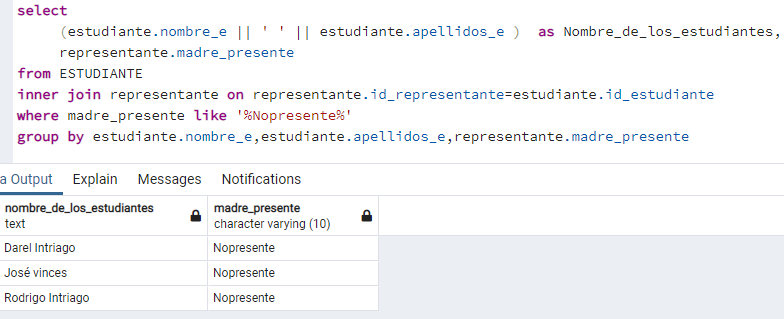 select
(estudiante.nombre_e || ' ' || estudiante.apellidos_e ) as Nombre_de_los_estudiantes,
representante.madre_presente
from ESTUDIANTE
inner join representante on representante.id_representante=estudiante.id_estudiante
where madre_presente like '%Nopresente%'
group by estudiante.nombre_e,estudiante.apellidos_e,representante.madre_presente
a Output Explain Messages Notifications
nombre_de_los_estudiantes madre_presente
text character varying (10)
Darel Intriago Nopresente
José vinces Nopresente
Rodrigo Intriago Nopresente